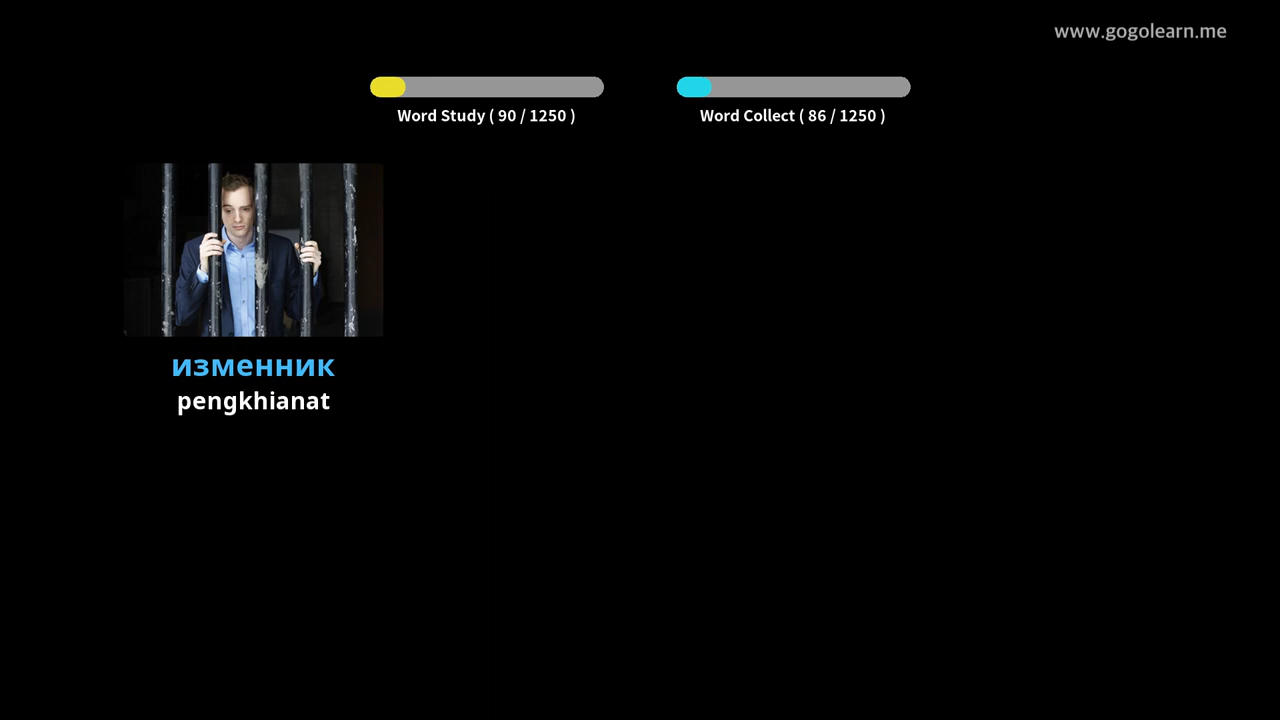 www.gogolearn.me
Word Study ( 90 / 1250 )
Word Collect ( 86 / 1250 )
изменник
pengkhianat